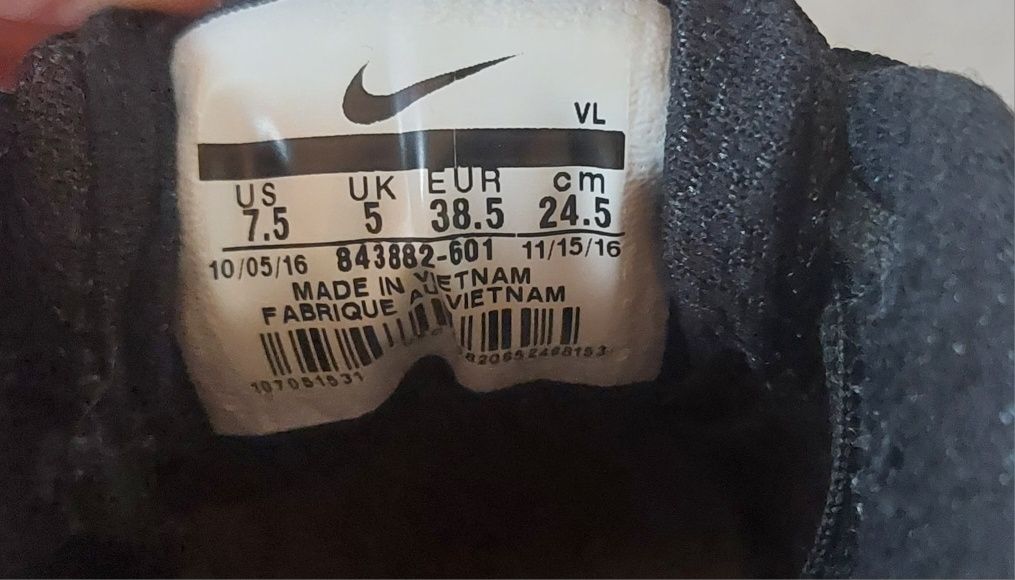 VL
US UK EUR cm
7.5 5 38.5 24.5
10/05/16 843882-601 11/15/16
MADE IN VIETNAM
FABRIQUE AU VIETNAM
107051531